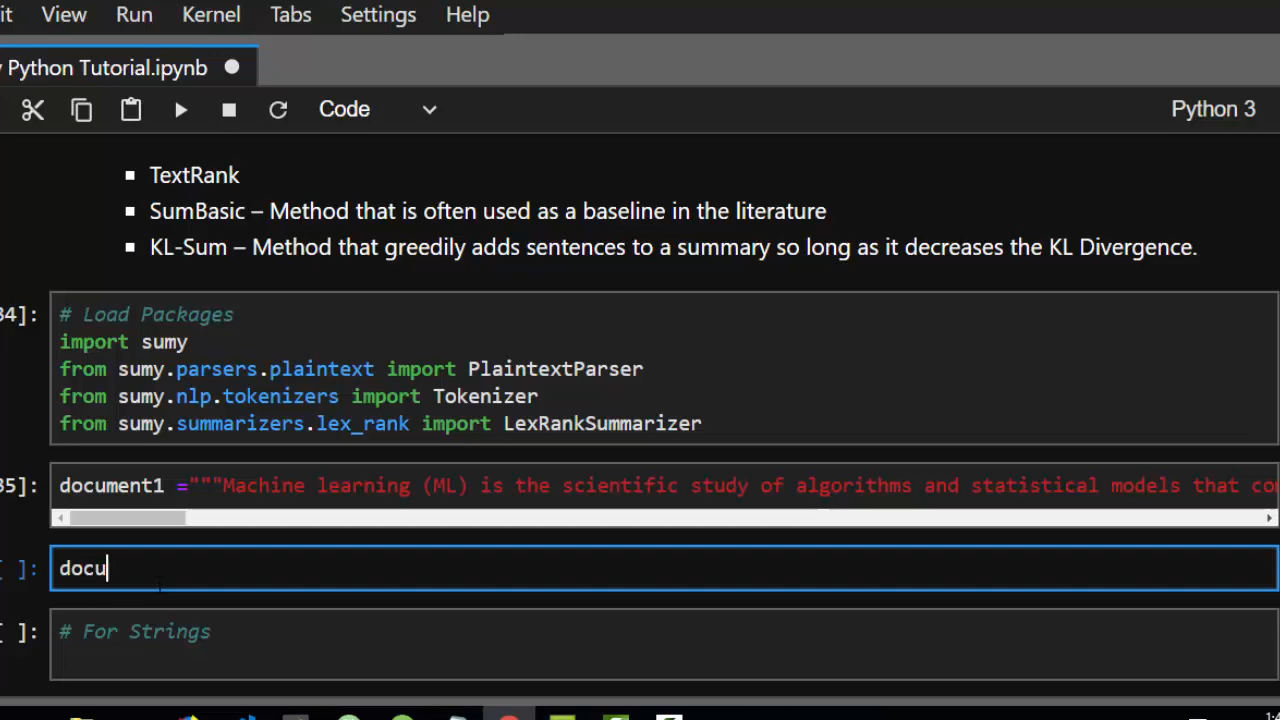 it View Run Kernel Tabs Settings Help
Python Tutorial.ipynb
Code Python 3
TextRank
SumBasic – Method that is often used as a baseline in the literature
KL-Sum – Method that greedily adds sentences to a summary so long as it decreases the KL Divergence.
34]: # Load Packages
import sumy
from sumy.parsers.plaintext import PlaintextParser
from sumy.nlp.tokenizers import Tokenizer
from sumy.summarizers.lex_rank import LexRankSummarizer
35]: document1 ="""Machine learning (ML) is the scientific study of algorithms and statistical models that co
[ ]: docu
[ ]: # For Strings